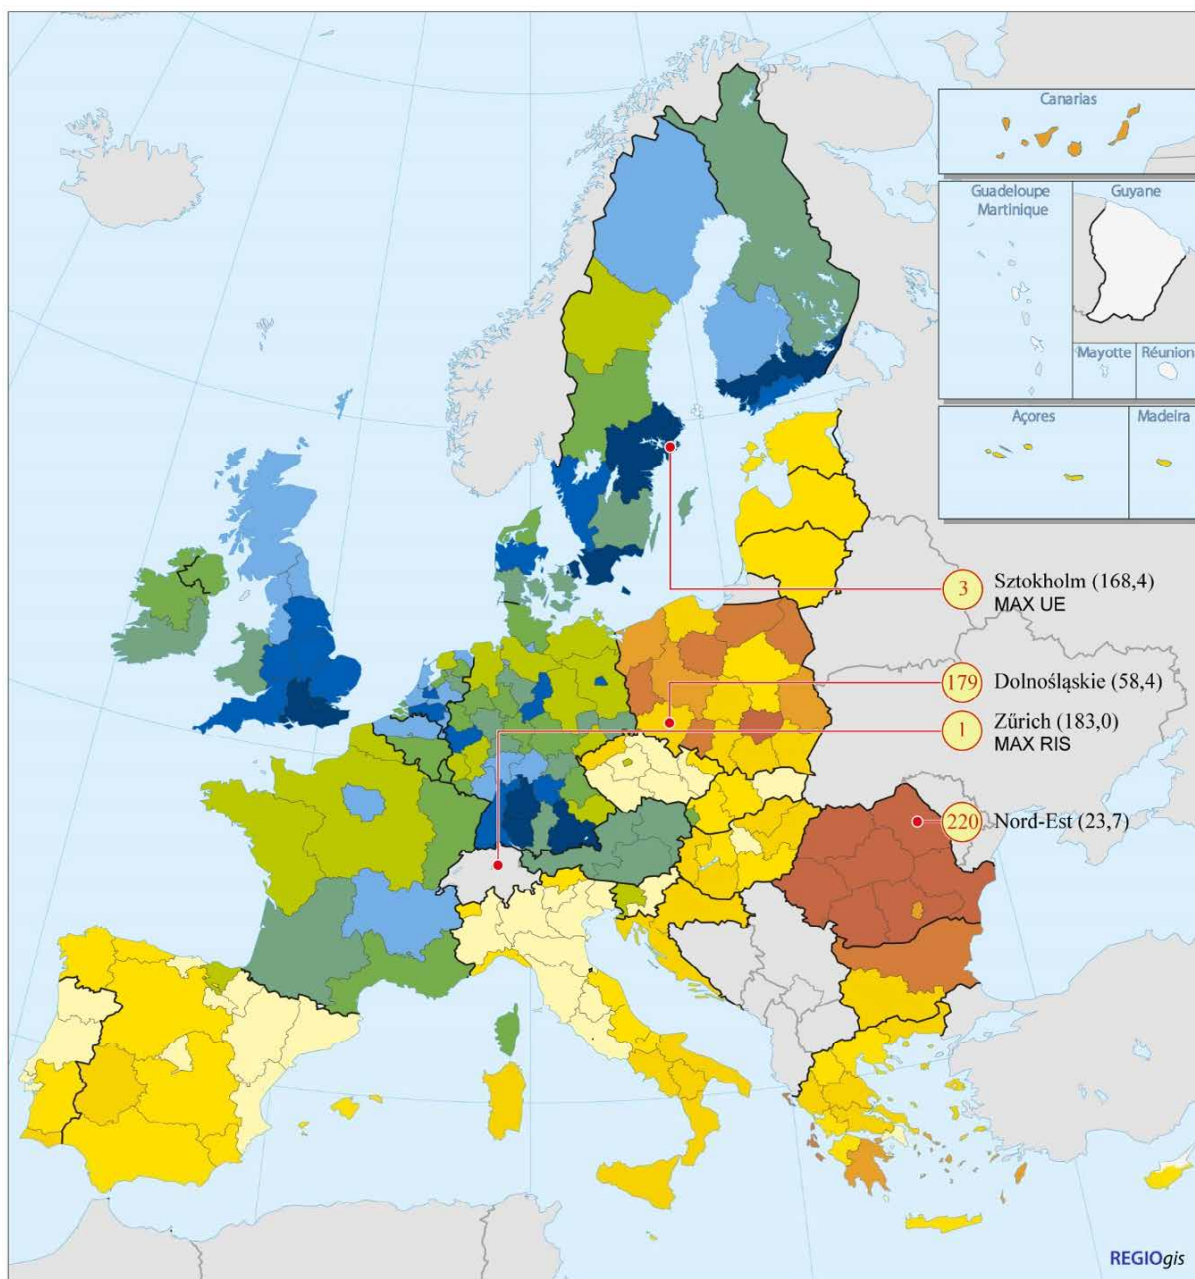 Canarias
Guadeloupe
Martinique
Guyane
Mayotte
Réunion
Açores
Madeira
3
Sztokholm (168,4)
MAX UE
179
Dolnośląskie (58,4)
1
Zűrich (183,0)
MAX RIS
220
Nord-Est (23,7)
REGIOgis